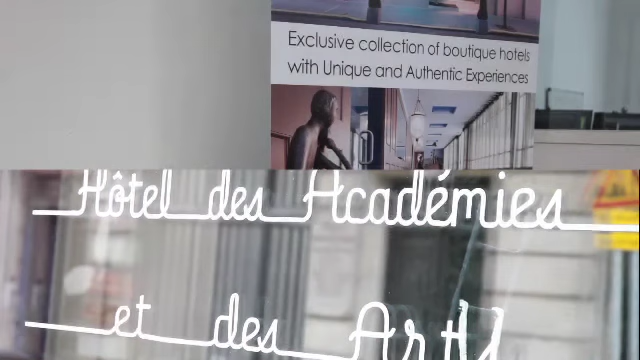 Exclusive collection of boutique hotels
with Unique and Authentic Experiences
Hôtel des Académies
et des Arts